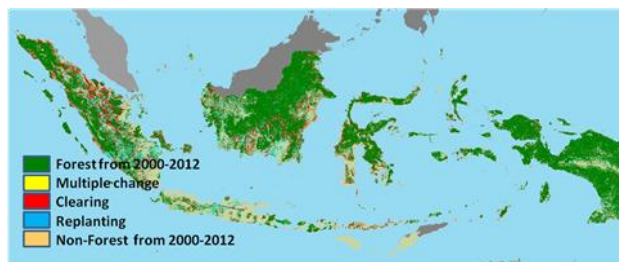 Forest from 2000-2012
Multiple change
Clearing
Replanting
Non-Forest from 2000-2012